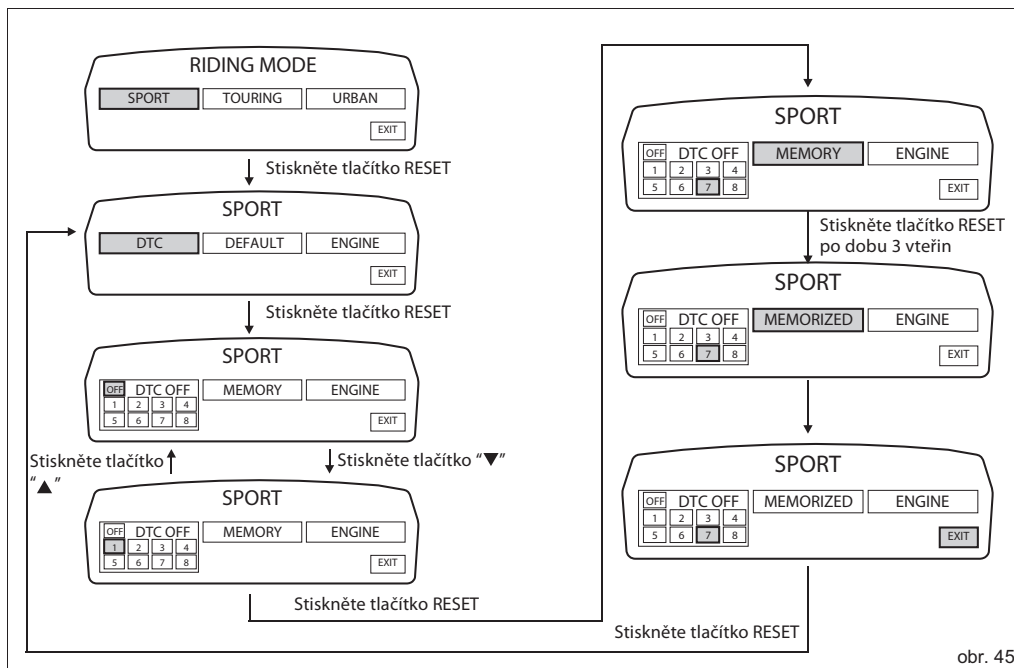 RIDING MODE
SPORT TOURING URBAN
EXIT
Stiskněte tlačítko RESET
SPORT
DTC DEFAULT ENGINE
EXIT
Stiskněte tlačítko RESET
SPORT
OFF DTC OFF MEMORY ENGINE
1 2 3 4
5 6 7 8
EXIT
Stiskněte tlačítko
“▲”
Stiskněte tlačítko “▼”
SPORT
OFF DTC OFF MEMORY ENGINE
1 2 3 4
5 6 7 8
EXIT
Stiskněte tlačítko RESET
SPORT
OFF DTC OFF MEMORY ENGINE
1 2 3 4
5 6 7 8
EXIT
Stiskněte tlačítko RESET
po dobu 3 vteřin
SPORT
OFF DTC OFF MEMORIZED ENGINE
1 2 3 4
5 6 7 8
EXIT
SPORT
OFF DTC OFF MEMORIZED ENGINE
1 2 3 4
5 6 7 8
EXIT
Stiskněte tlačítko RESET
obr. 45